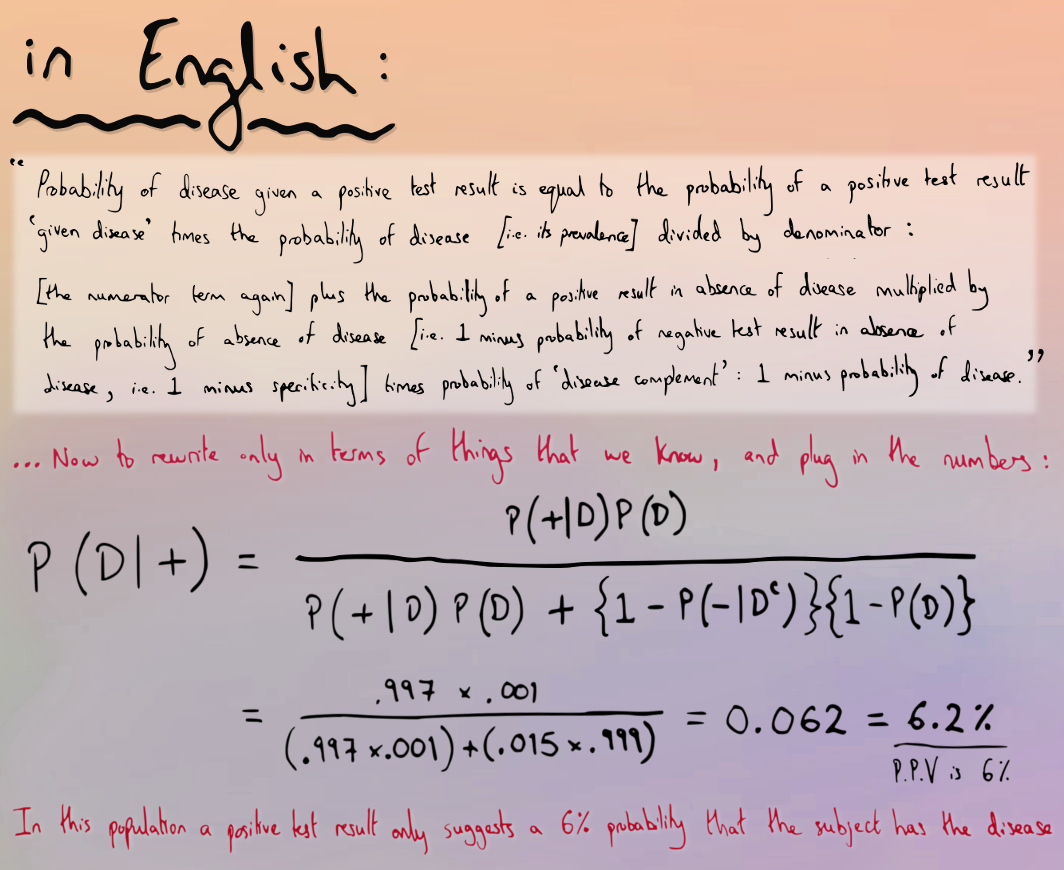 in English:
“Probability of disease given a positive test result is equal to the probability of a positive test result
‘given disease’ times the probability of disease [i.e. its prevalence] divided by denominator :
[the numerator term again] plus the probability of a positive result in absence of disease multiplied by
the probability of absence of disease [i.e. 1 minus probability of negative test result in absence of
disease, i.e. 1 minus specificity] times probability of ‘disease complement’: 1 minus probability of disease.”
... Now to rewrite only in terms of things that we know, and plug in the numbers :
P(+|D)P(D)
P(D|+) =
P(+|D) P(D) + {1-P(-|Dᶜ)}{1-P(D)}
.997 × .001
= = 0.062 = 6.2%
(.997 ×.001)+(.015 ×.999)
P.P.V is 6%
In this population a positive test result only suggests a 6% probability that the subject has the disease